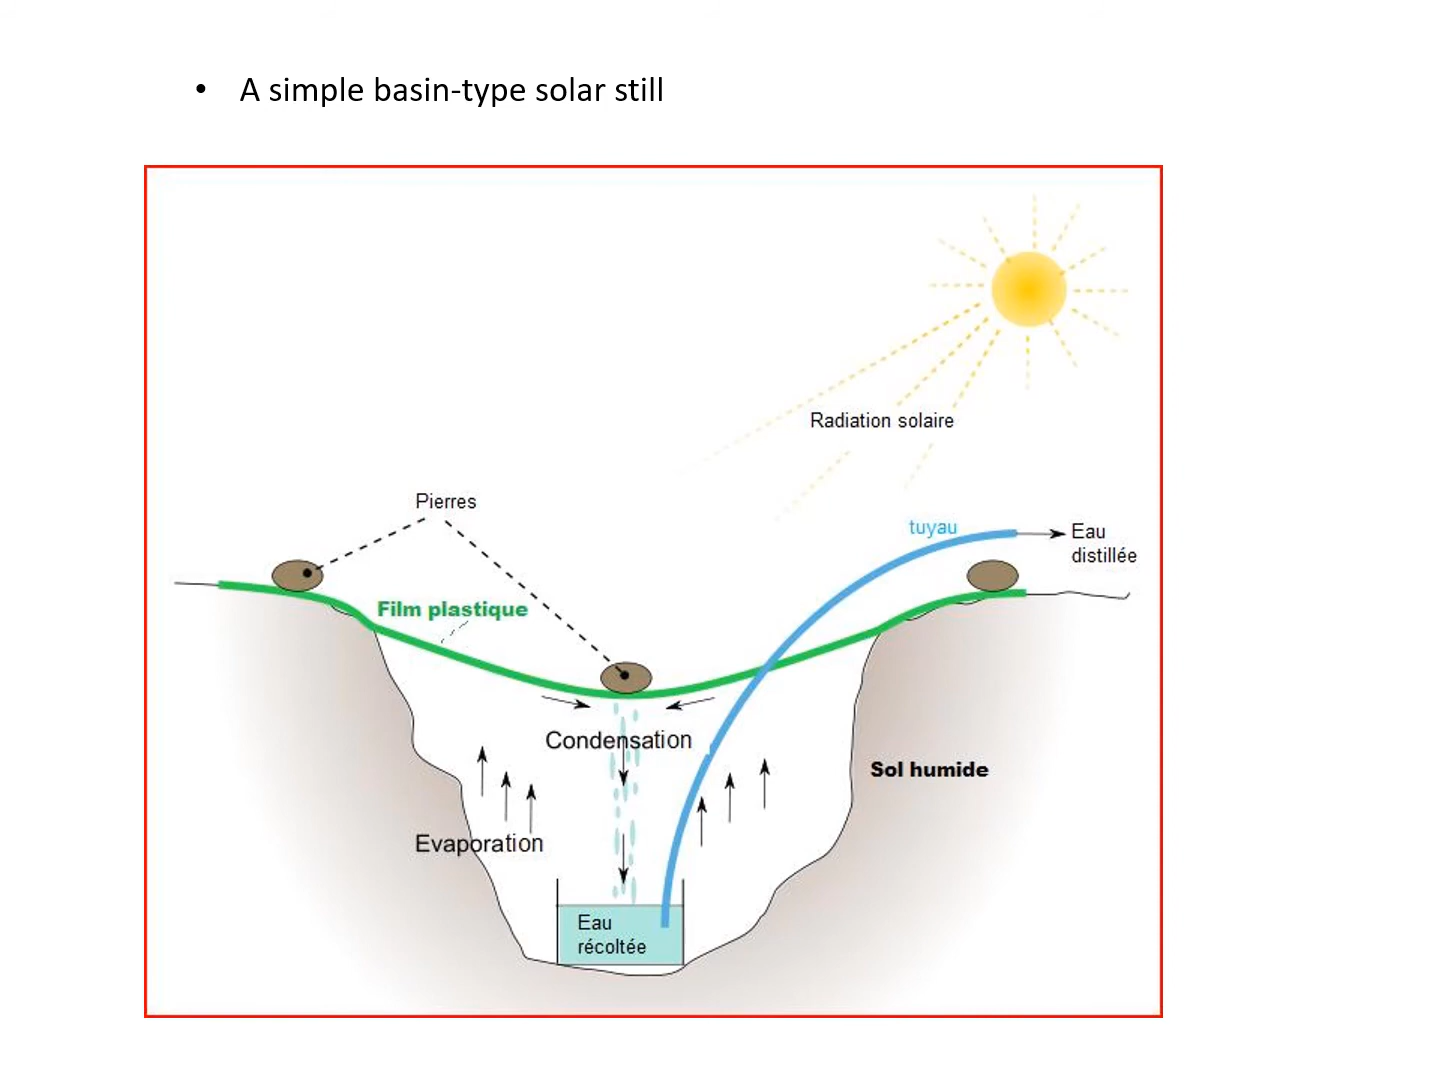 • A simple basin-type solar still
Radiation solaire
Pierres
tuyau
Eau
distillée
Film plastique
Condensation
Sol humide
Evaporation
Eau
récoltée